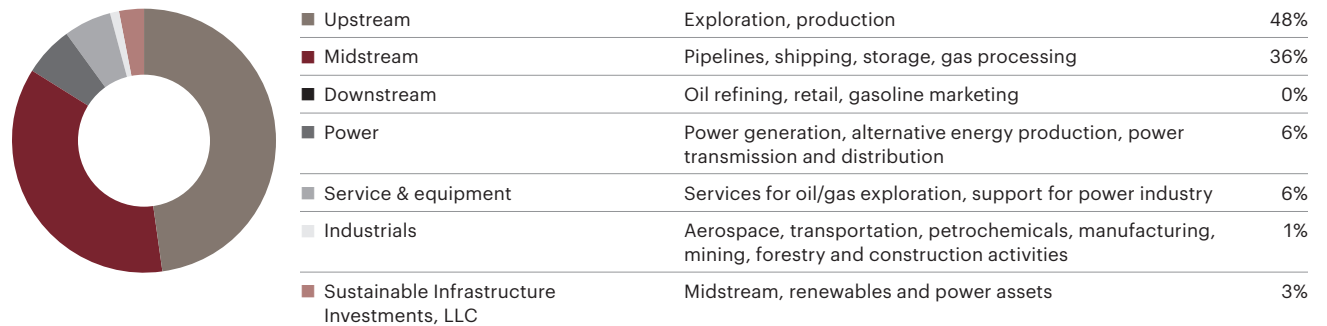 Upstream Exploration, production 48%
Midstream Pipelines, shipping, storage, gas processing 36%
Downstream Oil refining, retail, gasoline marketing 0%
Power Power generation, alternative energy production, power 6%
transmission and distribution
Service & equipment Services for oil/gas exploration, support for power industry 6%
Industrials Aerospace, transportation, petrochemicals, manufacturing, 1%
mining, forestry and construction activities
Sustainable Infrastructure Midstream, renewables and power assets 3%
Investments, LLC